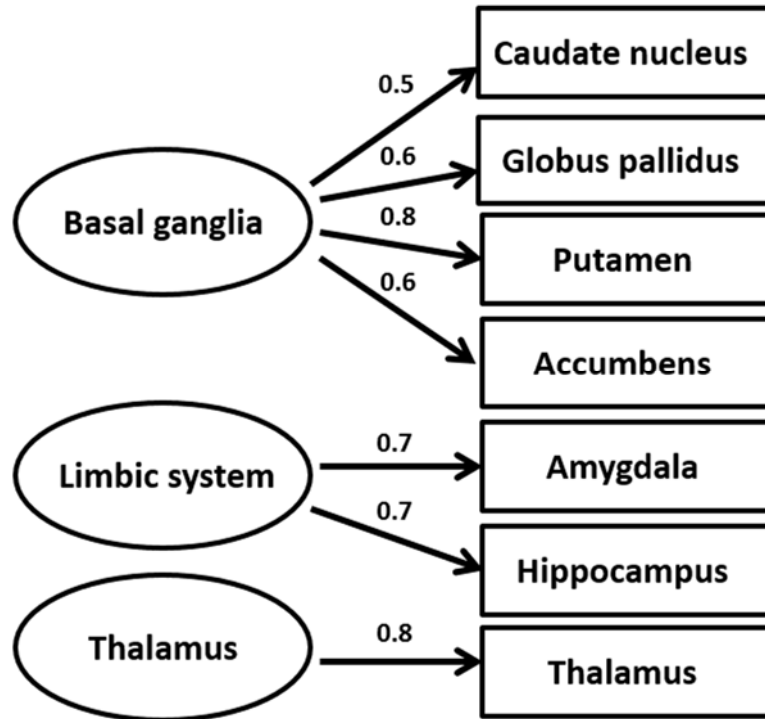 Caudate nucleus
0.5
Globus pallidus
0.6
Basal ganglia
0.8
Putamen
0.6
Accumbens
0.7
Amygdala
Limbic system
0.7
Hippocampus
0.8
Thalamus
Thalamus